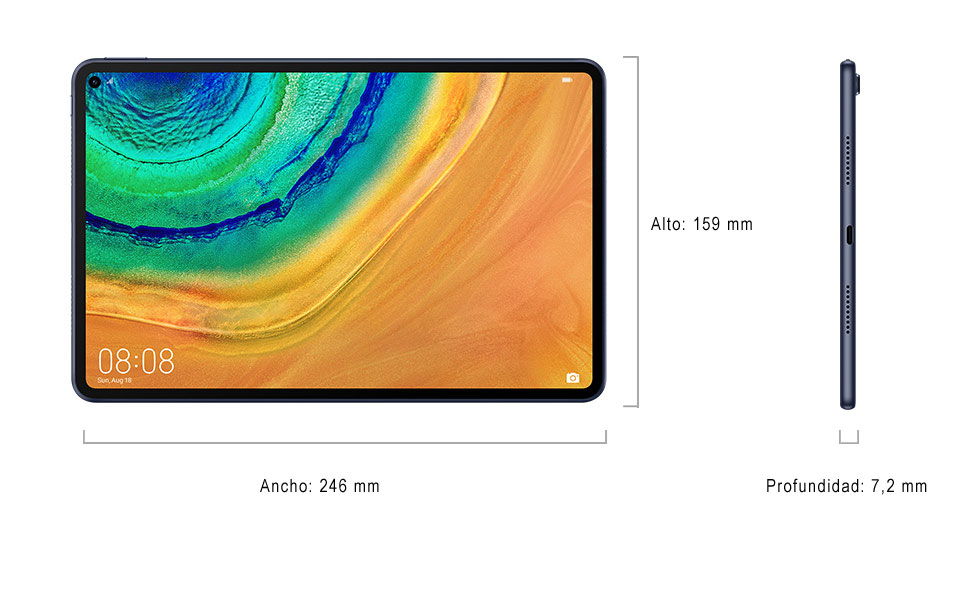 08:08
Sun, Aug 18
Alto: 159 mm
Ancho: 246 mm
Profundidad: 7,2 mm